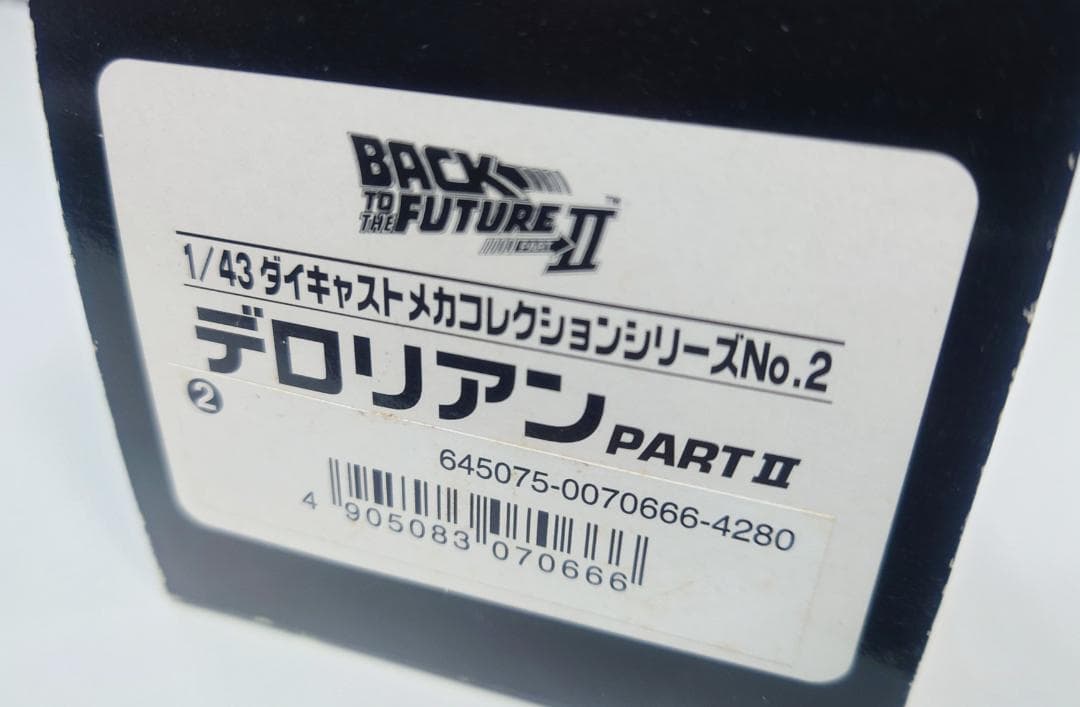 BACK
TO THE FUTURE
PART II™
1/43 ダイキャストメカコレクションシリーズNo.2
デロリアン PART II
②
645075-0070666-4280
4 905083 070666